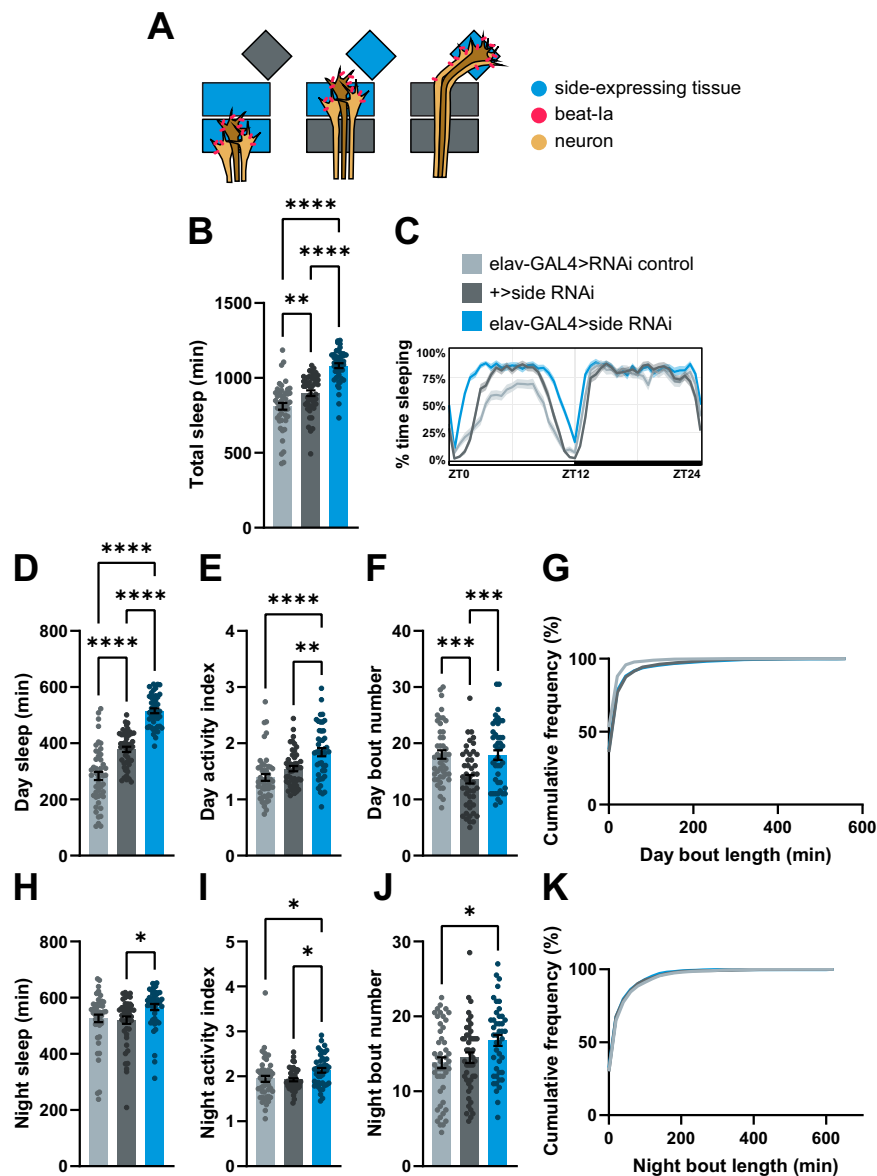 A
side-expressing tissue
beat-Ia
neuron
B
****
****
**
Total sleep (min)
1500
1000
500
0
C
elav-GAL4>RNAi control
+>side RNAi
elav-GAL4>side RNAi
% time sleeping
100%
75%
50%
25%
0%
ZT0
ZT12
ZT24
D
****
****
****
Day sleep (min)
800
600
400
200
0
E
****
**
Day activity index
4
3
2
1
0
F
***
***
Day bout number
40
30
20
10
0
G
Cumulative frequency (%)
100
50
0
0 200 400 600
Day bout length (min)
H
*
Night sleep (min)
800
600
400
200
0
I
*
*
Night activity index
5
4
3
2
1
0
J
*
Night bout number
30
20
10
0
K
Cumulative frequency (%)
100
50
0
0 200 400 600
Night bout length (min)